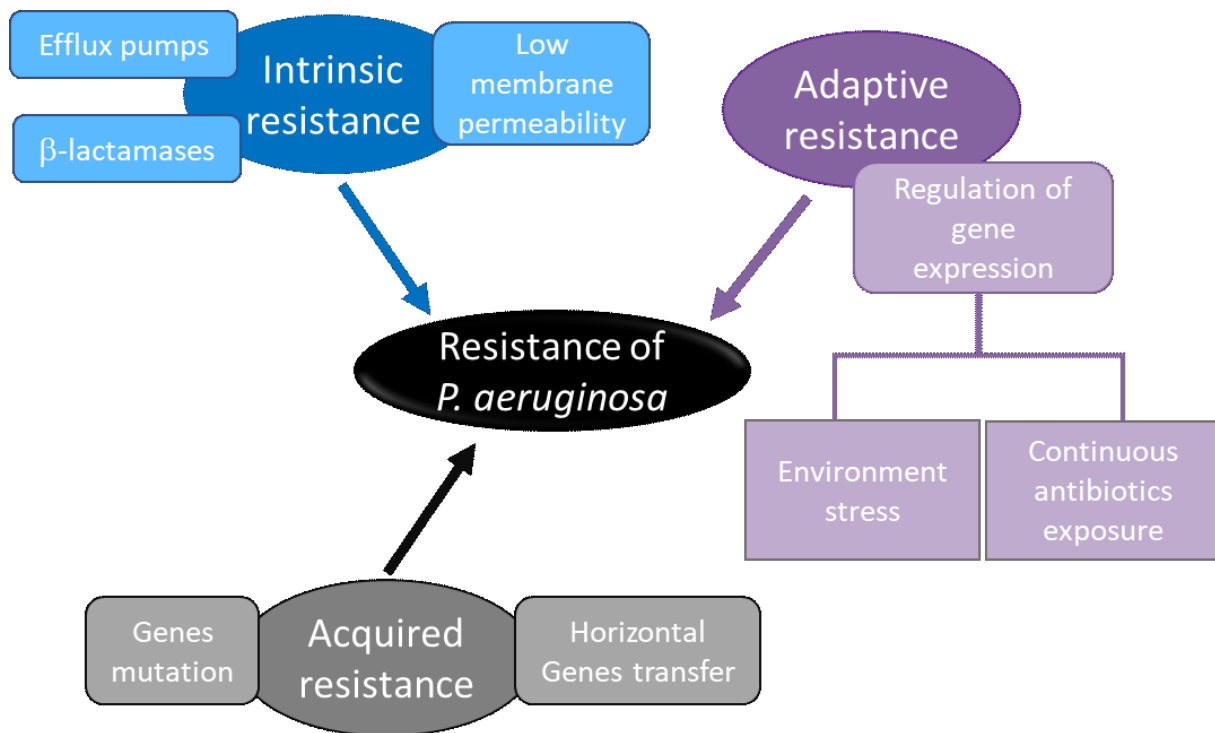 Efflux pumps
β-lactamases
Intrinsic
resistance
Low
membrane
permeability
Adaptive
resistance
Regulation of
gene
expression
Environment
stress
Continuous
antibiotics
exposure
Resistance of
P. aeruginosa
Genes
mutation
Acquired
resistance
Horizontal
Genes transfer